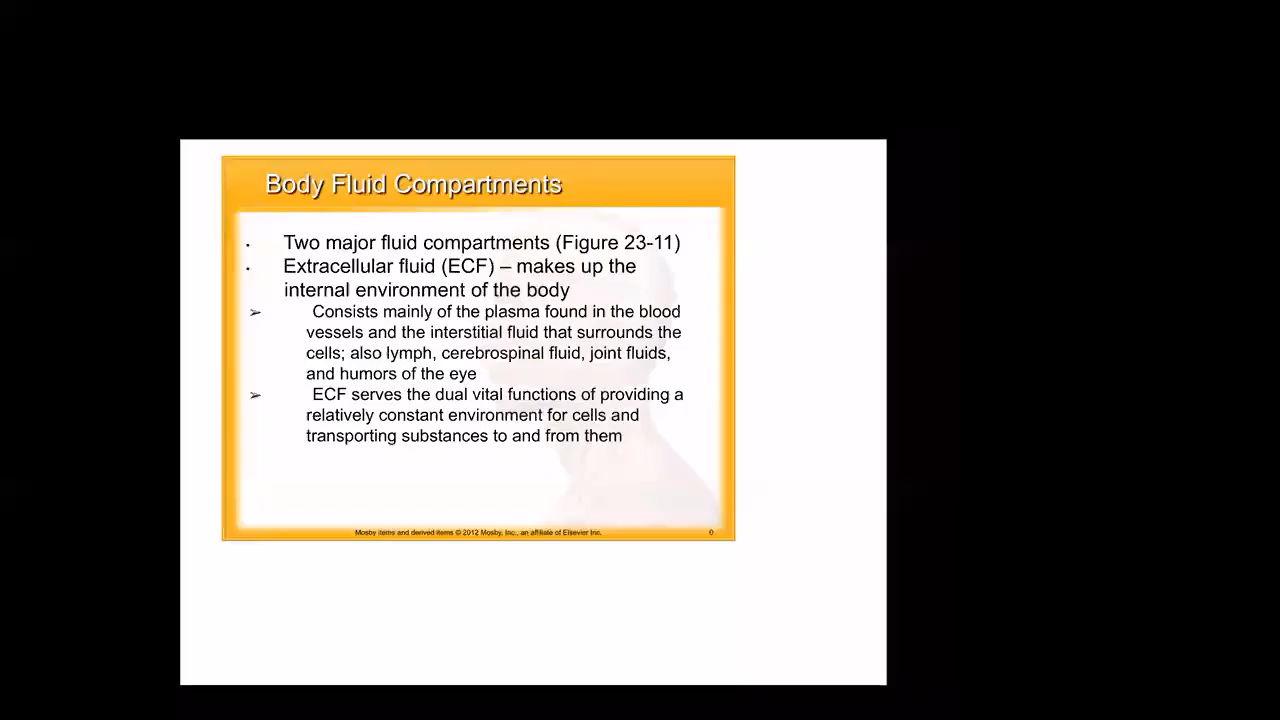 Body Fluid Compartments
• Two major fluid compartments (Figure 23-11)
• Extracellular fluid (ECF) – makes up the
internal environment of the body
➢ Consists mainly of the plasma found in the blood
vessels and the interstitial fluid that surrounds the
cells; also lymph, cerebrospinal fluid, joint fluids,
and humors of the eye
➢ ECF serves the dual vital functions of providing a
relatively constant environment for cells and
transporting substances to and from them
Mosby items and derived items © 2012 Mosby, Inc., an affiliate of Elsevier Inc. 6